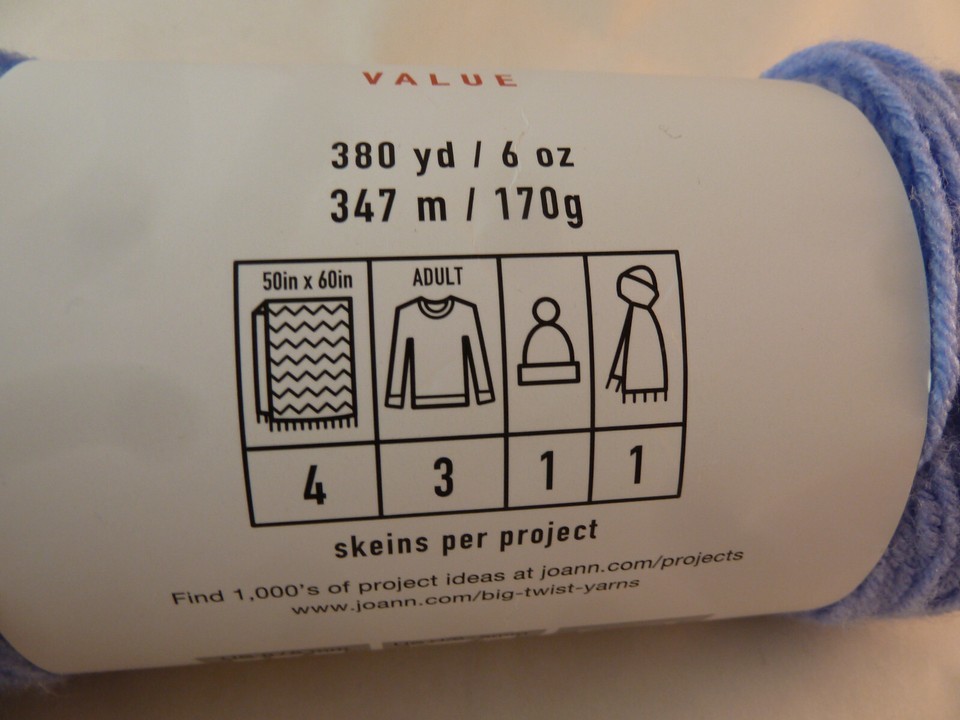 VALUE
380 yd / 6 oz
347 m / 170g
50in x 60in
ADULT
4 3 1 1
skeins per project
Find 1,000's of project ideas at joann.com/projects
www.joann.com/big-twist-yarns